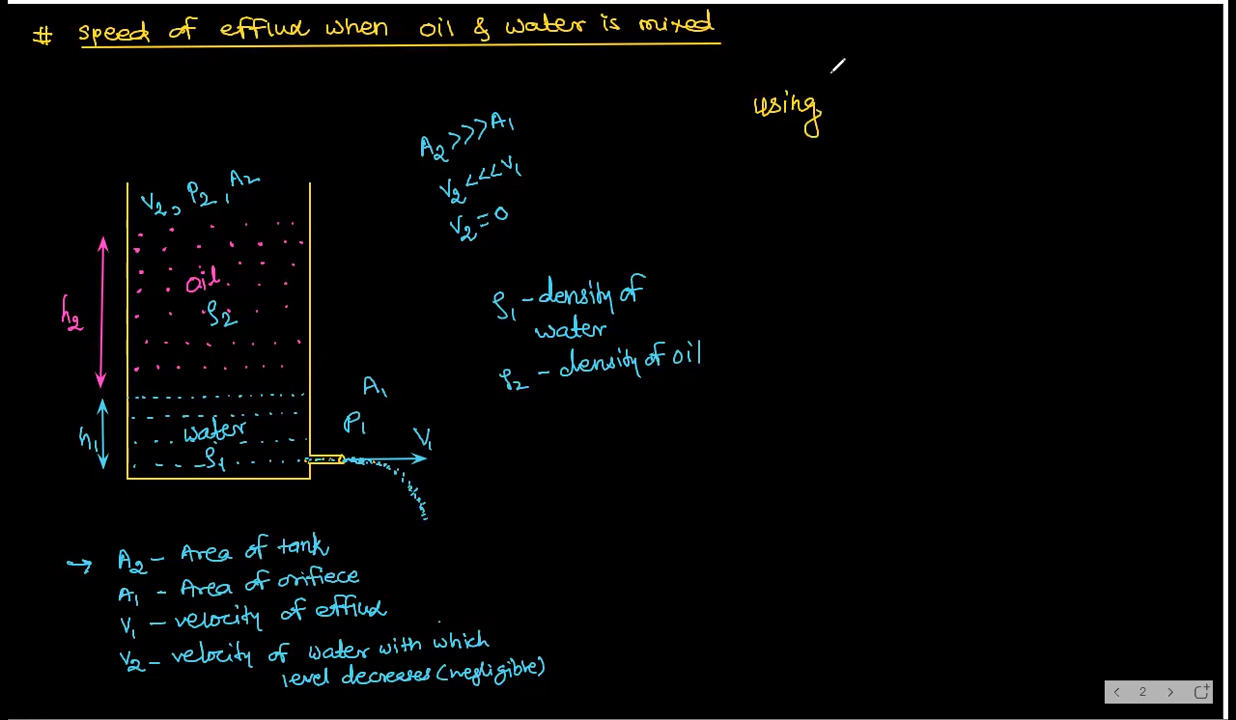 # speed of efflux when oil & water is mixed
using
A2 >>> A1
V2 <<< V1
V2 = 0
V2, P2, A2
oil
ρ2
h2
ρ1 - density of
water
ρ2 - density of oil
A1
P1
V1
h1
water
ρ1
→ A2 - Area of tank
A1 - Area of orifiece
V1 - velocity of efflux
V2 - velocity of water with which
level decreases (negligible)
2